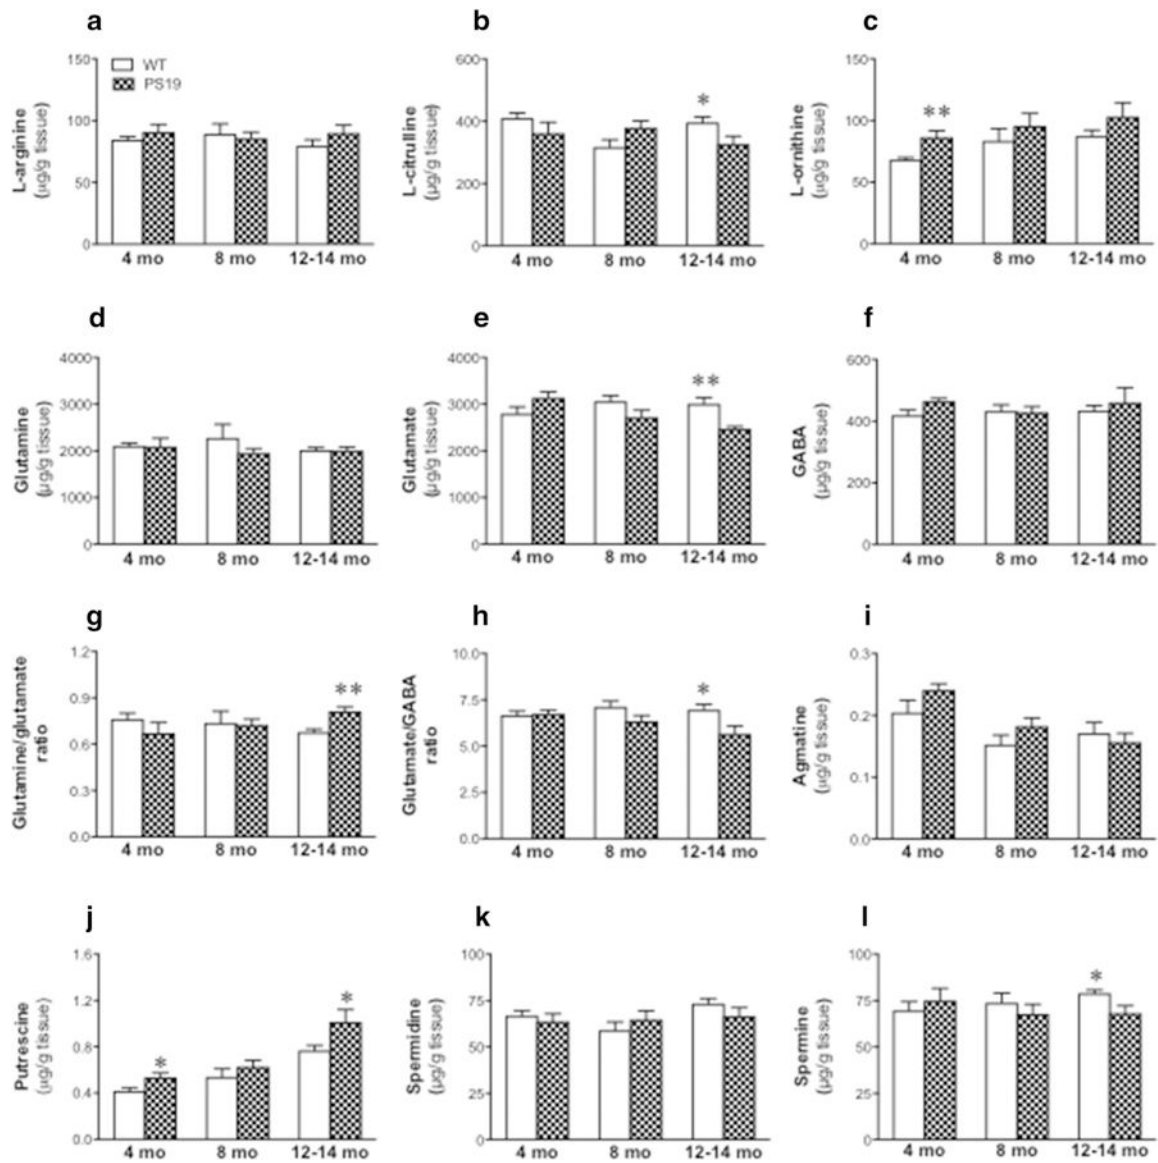 a
b
c
150
100
50
0
L-arginine
(µg/g tissue)
WT
PS19
4 mo
8 mo
12-14 mo
600
400
200
0
L-citrulline
(µg/g tissue)
*
4 mo
8 mo
12-14 mo
150
100
50
0
L-ornithine
(µg/g tissue)
**
4 mo
8 mo
12-14 mo
d
e
f
4000
3000
2000
1000
0
Glutamine
(µg/g tissue)
4 mo
8 mo
12-14 mo
4000
3000
2000
1000
0
Glutamate
(µg/g tissue)
**
4 mo
8 mo
12-14 mo
600
400
200
0
GABA
(µg/g tissue)
4 mo
8 mo
12-14 mo
g
h
i
1.2
0.9
0.6
0.3
0.0
Glutamine/glutamate
ratio
**
4 mo
8 mo
12-14 mo
10.0
7.5
5.0
2.5
0.0
Glutamate/GABA
ratio
*
4 mo
8 mo
12-14 mo
0.3
0.2
0.1
0.0
Agmatine
(µg/g tissue)
4 mo
8 mo
12-14 mo
j
k
l
1.6
1.2
0.8
0.4
0.0
Putrescine
(µg/g tissue)
*
*
4 mo
8 mo
12-14 mo
100
75
50
25
0
Spermidine
(µg/g tissue)
4 mo
8 mo
12-14 mo
100
75
50
25
0
Spermine
(µg/g tissue)
*
4 mo
8 mo
12-14 mo